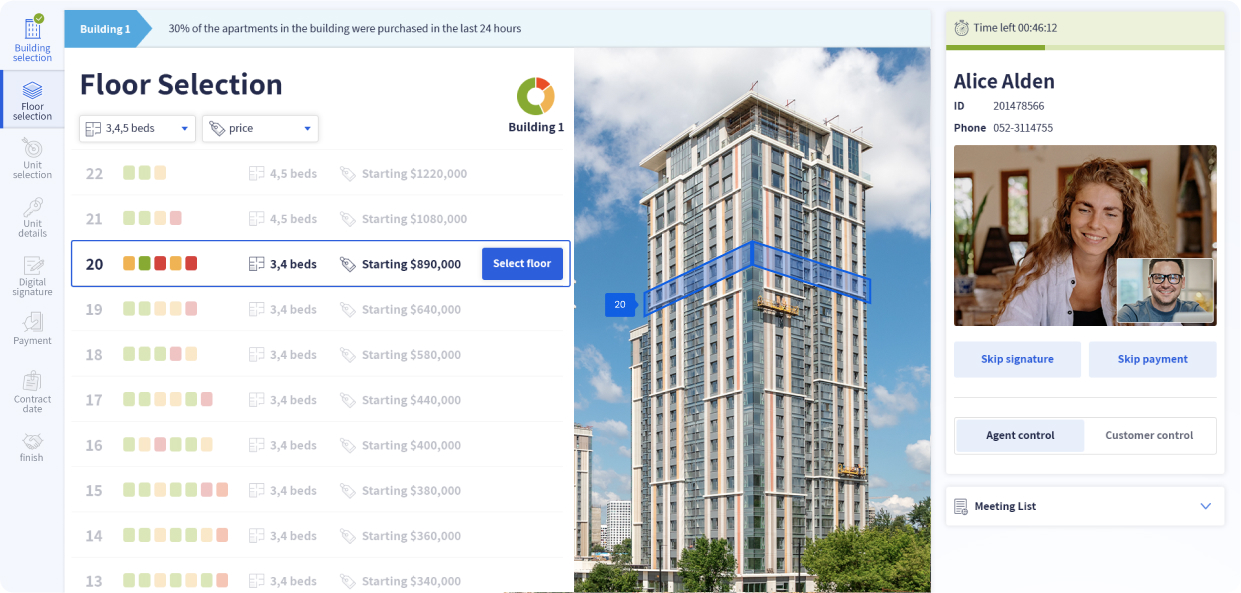 Building selection
Floor selection
Unit selection
Unit details
Digital signature
Payment
Contract date
finish
Building 1
30% of the apartments in the building were purchased in the last 24 hours
Floor Selection
3,4,5 beds
price
Building 1
22 4,5 beds Starting $1220,000
21 4,5 beds Starting $1080,000
20 3,4 beds Starting $890,000 Select floor
19 3,4 beds Starting $640,000
18 3,4 beds Starting $580,000
17 3,4 beds Starting $440,000
16 3,4 beds Starting $400,000
15 3,4 beds Starting $380,000
14 3,4 beds Starting $360,000
13 3,4 beds Starting $340,000
20
Time left 00:46:12
Alice Alden
ID 201478566
Phone 052-3114755
Skip signature Skip payment
Agent control Customer control
Meeting List